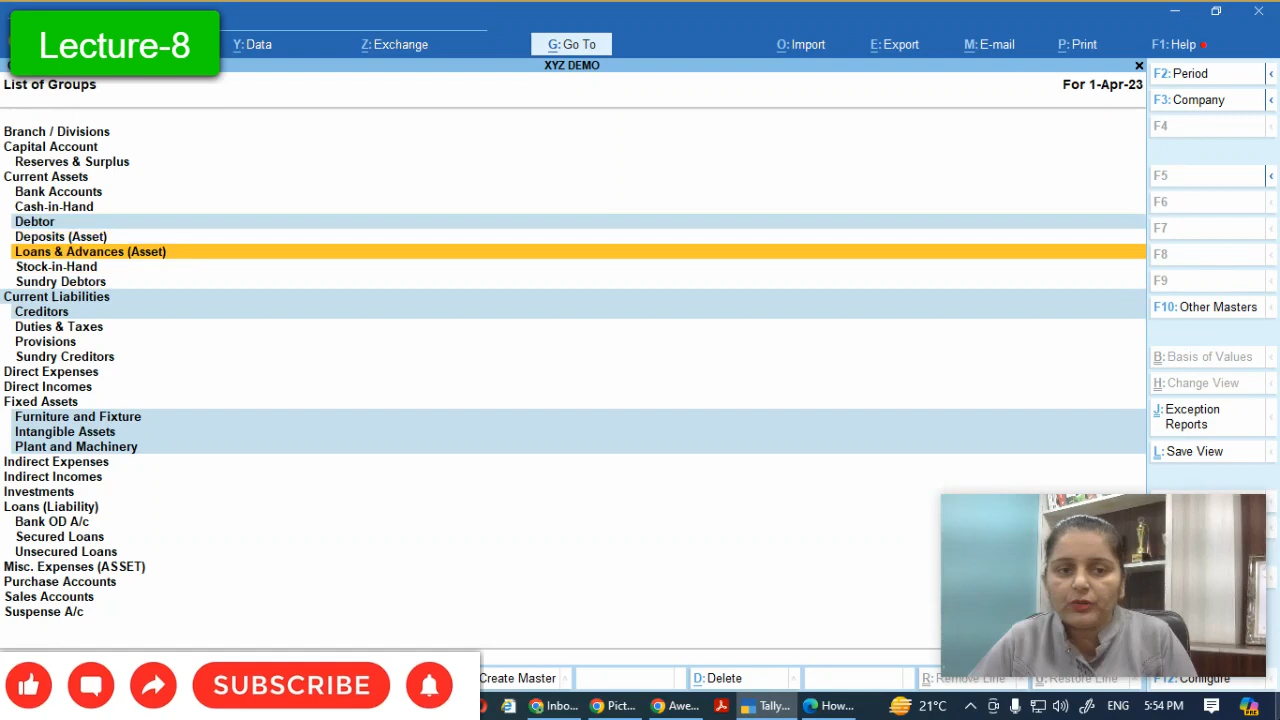 Lecture-8
Y: Data
Z: Exchange
G: Go To
O: Import
E: Export
M: E-mail
P: Print
F1: Help
XYZ DEMO
List of Groups
For 1-Apr-23
Branch / Divisions
Capital Account
Reserves & Surplus
Current Assets
Bank Accounts
Cash-in-Hand
Debtor
Deposits (Asset)
Loans & Advances (Asset)
Stock-in-Hand
Sundry Debtors
Current Liabilities
Creditors
Duties & Taxes
Provisions
Sundry Creditors
Direct Expenses
Direct Incomes
Fixed Assets
Furniture and Fixture
Intangible Assets
Plant and Machinery
Indirect Expenses
Indirect Incomes
Investments
Loans (Liability)
Bank OD A/c
Secured Loans
Unsecured Loans
Misc. Expenses (ASSET)
Purchase Accounts
Sales Accounts
Suspense A/c
F2: Period
F3: Company
F4
F5
F6
F7
F8
F9
F10: Other Masters
B: Basis of Values
H: Change View
J: Exception
Reports
L: Save View
SUBSCRIBE
Create Master
D: Delete
R: Remove Line
U: Restore Line
F12: Configure
Inbo...
Pict...
Awe...
Tally...
How...
21°C
ENG
5:54 PM